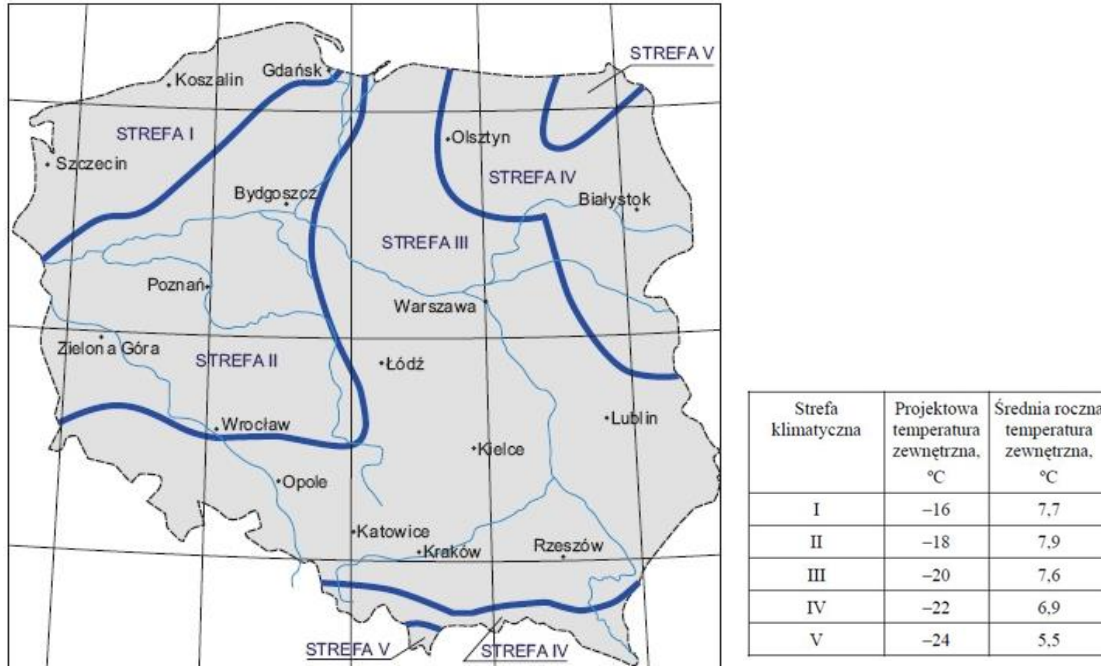 STREFA V
Gdańsk
Koszalin
STREFA I
Olsztyn
Szczecin
STREFA IV
Bydgoszcz
Białystok
STREFA III
Poznań
Warszawa
Zielona Góra
STREFA II
Łódź
Wrocław
Lublin
Kielce
Opole
Katowice
Kraków
Rzeszów
STREFA V
STREFA IV
Strefa klimatyczna
Projektowa temperatura zewnętrzna, ºC
Średnia roczna temperatura zewnętrzna, ºC
I –16 7,7
II –18 7,9
III –20 7,6
IV –22 6,9
V –24 5,5